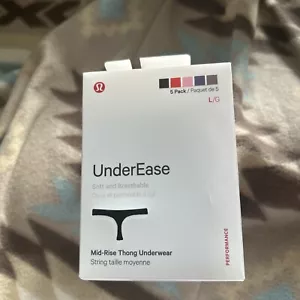 5 Pack / Paquet de 5
L/G
UnderEase
Soft and Breathable
Mid-Rise Thong Underwear
String taille moyenne
PERFORMANCE